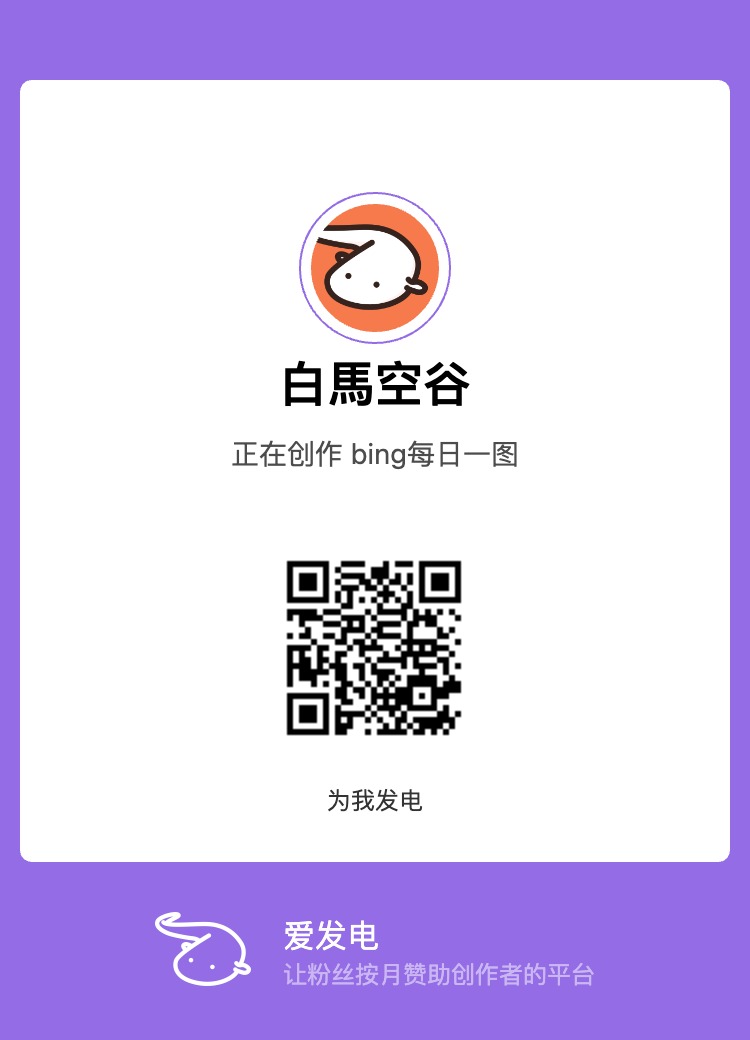 白馬空谷
正在创作 bing每日一图
为我发电
爱发电
让粉丝按月赞助创作者的平台